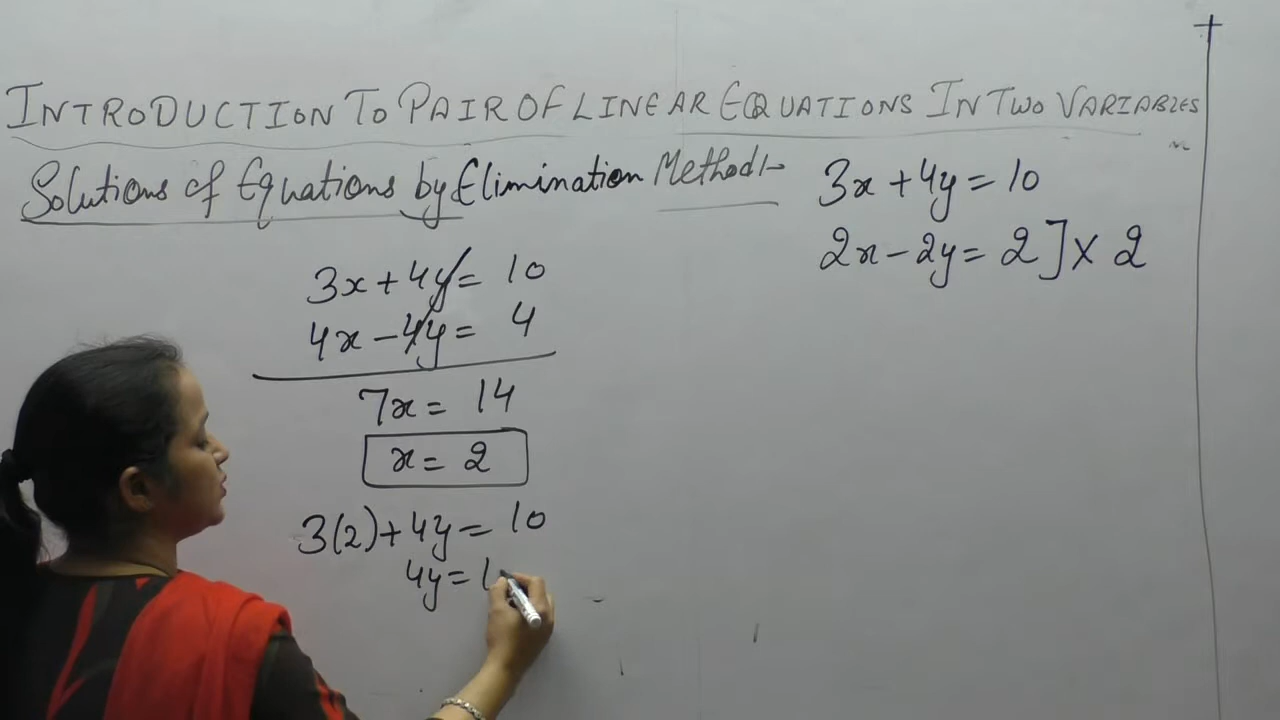 INTRODUCTION TO PAIR OF LINEAR EQUATIONS IN TWO VARIABLES
Solutions of Equations by Elimination Method:-
3x + 4y = 10
2x - 2y = 2] × 2
3x + 4y = 10
4x - 4y = 4
7x = 14
x = 2
3(2) + 4y = 10
4y = 1